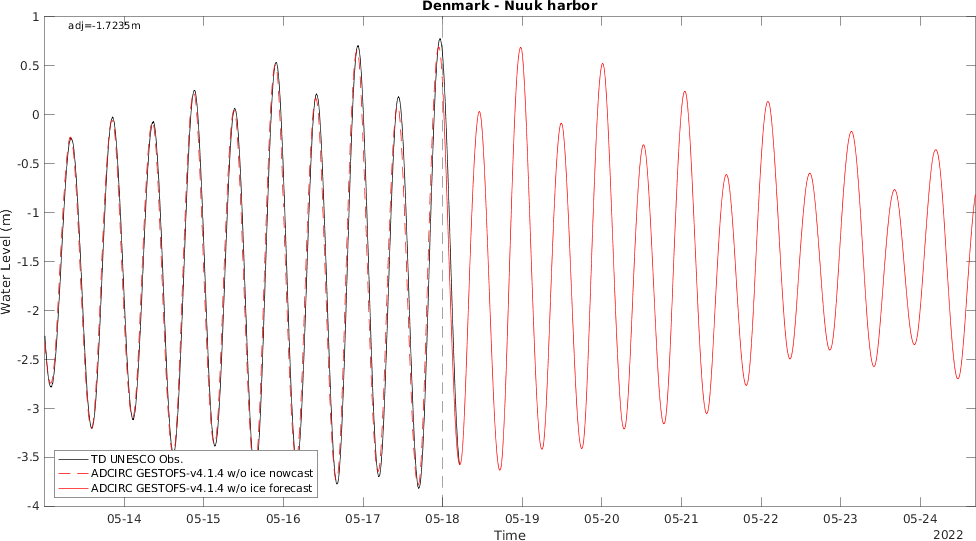 Denmark - Nuuk harbor
adj=-1.7235m
1
0.5
0
-0.5
-1
-1.5
-2
-2.5
-3
-3.5
-4
Water Level (m)
TD UNESCO Obs.
ADCIRC GESTOFS-v4.1.4 w/o ice nowcast
ADCIRC GESTOFS-v4.1.4 w/o ice forecast
05-14 05-15 05-16 05-17 05-18 05-19 05-20 05-21 05-22 05-23 05-24
Time
2022